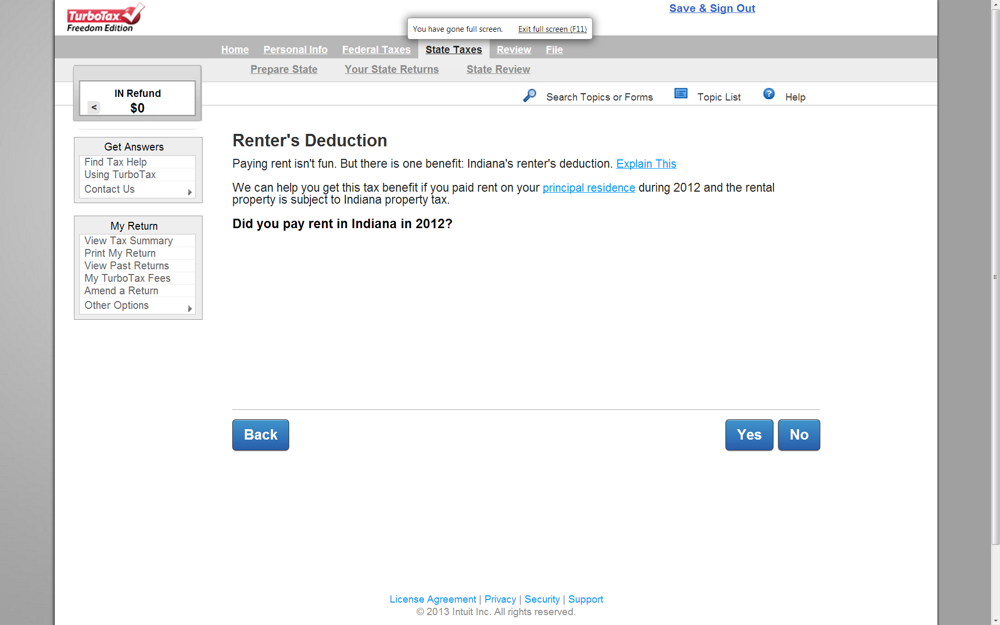 TurboTax
Freedom Edition
Save & Sign Out
You have gone full screen. Exit full screen (F11)
Home Personal Info Federal Taxes State Taxes Review File
Prepare State Your State Returns State Review
IN Refund
< $0
Search Topics or Forms Topic List ? Help
Get Answers
Find Tax Help
Using TurboTax
Contact Us
My Return
View Tax Summary
Print My Return
View Past Returns
My TurboTax Fees
Amend a Return
Other Options
Renter's Deduction
Paying rent isn't fun. But there is one benefit: Indiana's renter's deduction. Explain This
We can help you get this tax benefit if you paid rent on your principal residence during 2012 and the rental
property is subject to Indiana property tax.
Did you pay rent in Indiana in 2012?
Back Yes No
License Agreement | Privacy | Security | Support
© 2013 Intuit Inc. All rights reserved.